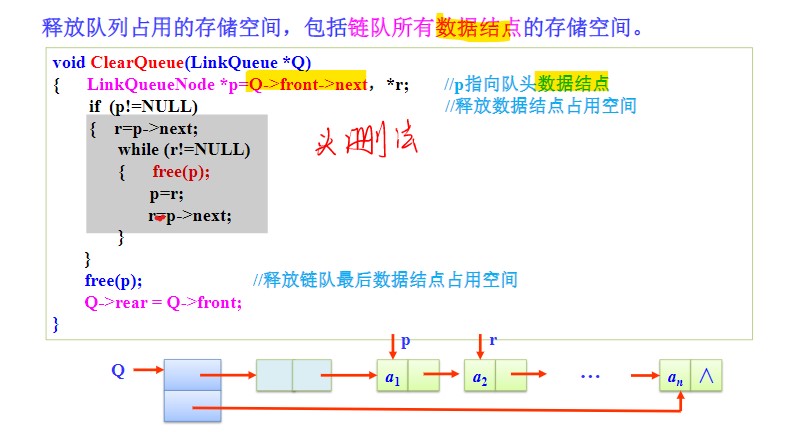 释放队列占用的存储空间，包括链队所有数据结点的存储空间。
void ClearQueue(LinkQueue *Q)
{ LinkQueueNode *p=Q->front->next，*r; //p指向队头数据结点
if (p!=NULL) //释放数据结点占用空间
{ r=p->next;
while (r!=NULL)
{ free(p);
p=r;
r=p->next;
}
}
free(p); //释放链队最后数据结点占用空间
Q->rear = Q->front;
}
头删法
p r
Q a1 a2 … an ∧